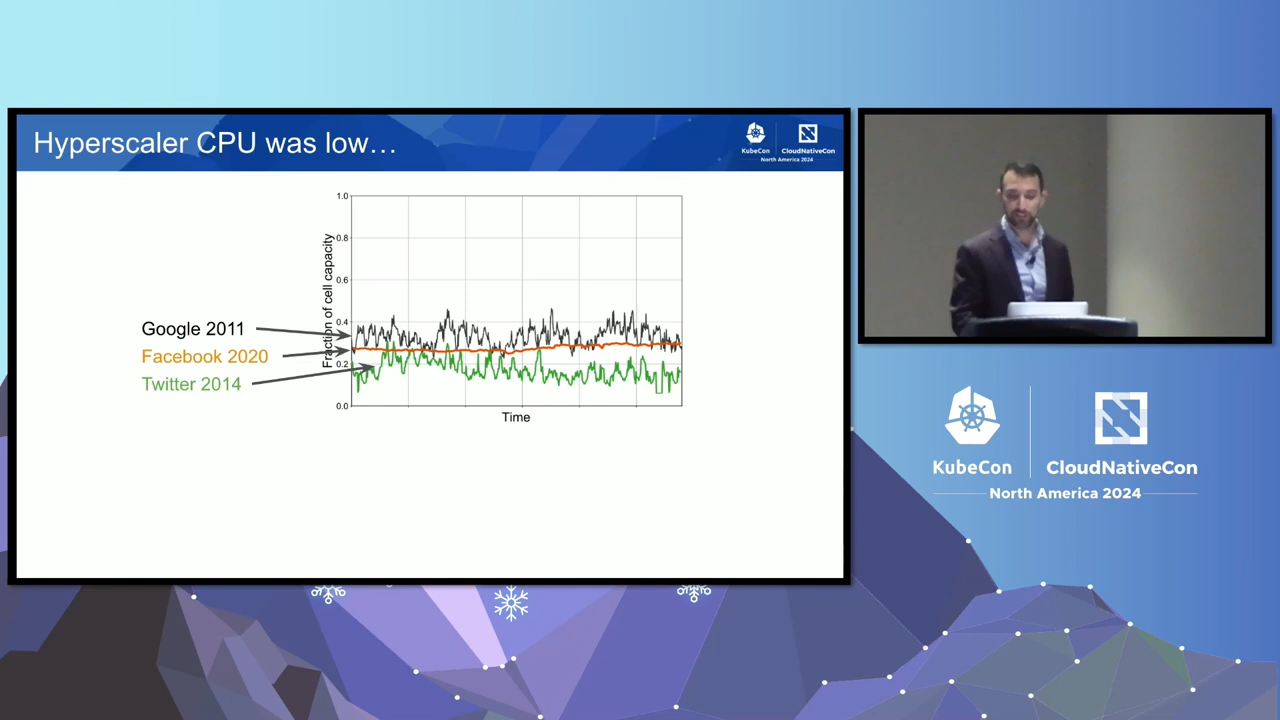 Hyperscaler CPU was low…
KubeCon
CloudNativeCon
North America 2024
Fraction of cell capacity
1.0
0.8
0.6
0.4
0.2
0.0
Google 2011
Facebook 2020
Twitter 2014
Time
KubeCon
CloudNativeCon
North America 2024